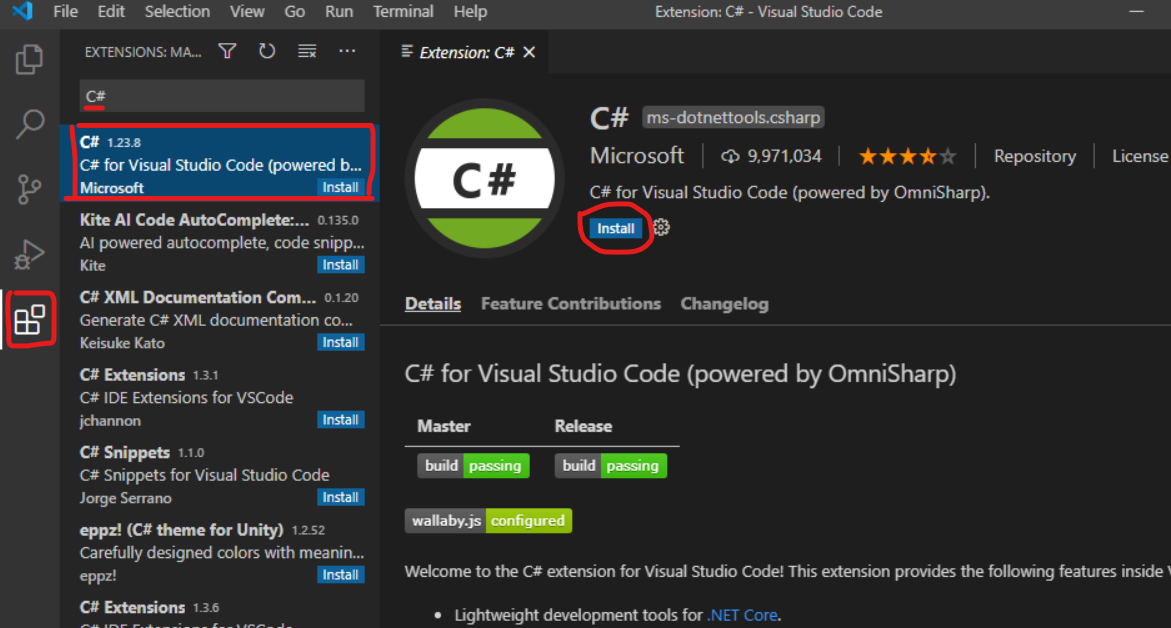 File Edit Selection View Go Run Terminal Help Extension: C# - Visual Studio Code
EXTENSIONS: MA...
C#
C# 1.23.8
C# for Visual Studio Code (powered b...
Microsoft Install
Kite AI Code AutoComplete:... 0.135.0
AI powered autocomplete, code snipp...
Kite Install
C# XML Documentation Com... 0.1.20
Generate C# XML documentation co...
Keisuke Kato Install
C# Extensions 1.3.1
C# IDE Extensions for VSCode
jchannon Install
C# Snippets 1.1.0
C# Snippets for Visual Studio Code
Jorge Serrano Install
eppz! (C# theme for Unity) 1.2.52
Carefully designed colors with meanin...
eppz! Install
C# Extensions 1.3.6
C# IDE Extensions for VSCode
Extension: C#
C#
C# ms-dotnettools.csharp
Microsoft 9,971,034 Repository License
C# for Visual Studio Code (powered by OmniSharp).
Install
Details Feature Contributions Changelog
C# for Visual Studio Code (powered by OmniSharp)
Master Release
build passing build passing
wallaby.js configured
Welcome to the C# extension for Visual Studio Code! This extension provides the following features inside
• Lightweight development tools for .NET Core.